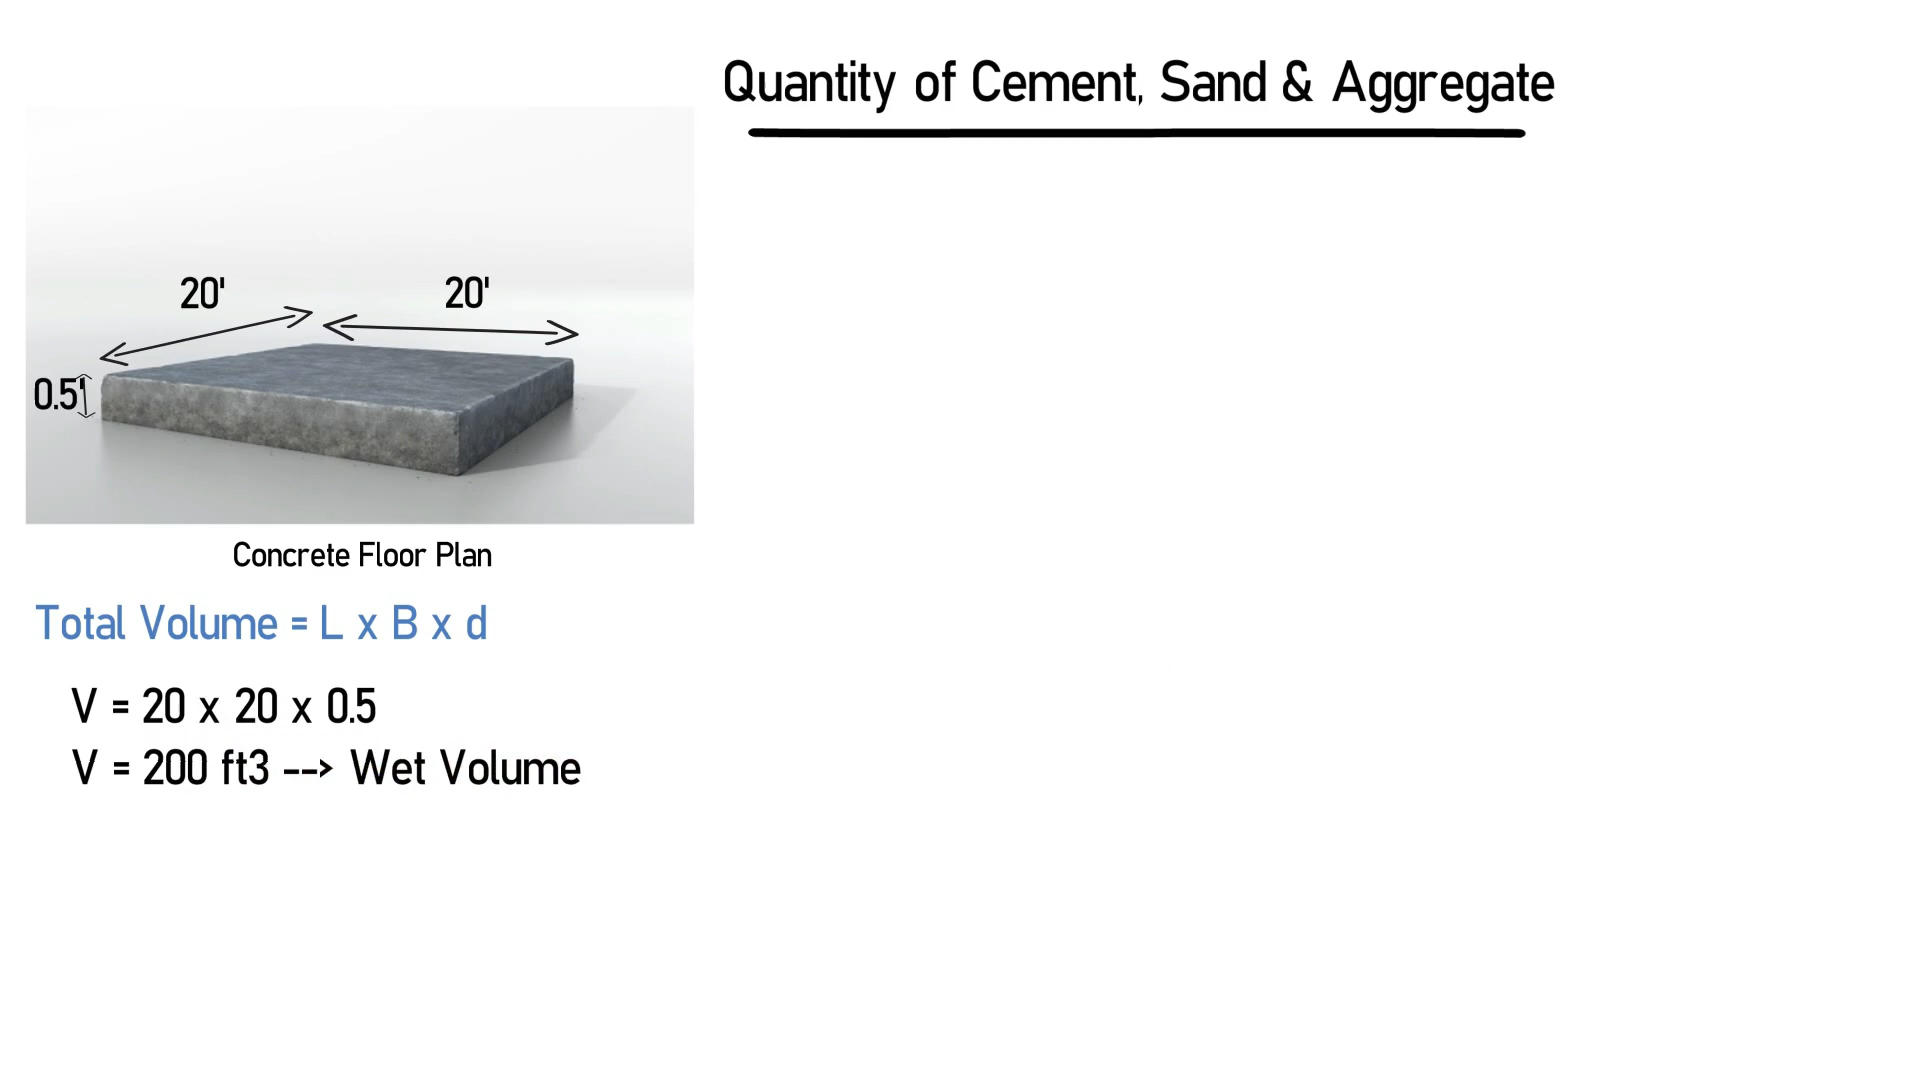 Quantity of Cement, Sand & Aggregate
20' 20'
0.5'
Concrete Floor Plan
Total Volume = L x B x d
V = 20 x 20 x 0.5
V = 200 ft3 --> Wet Volume